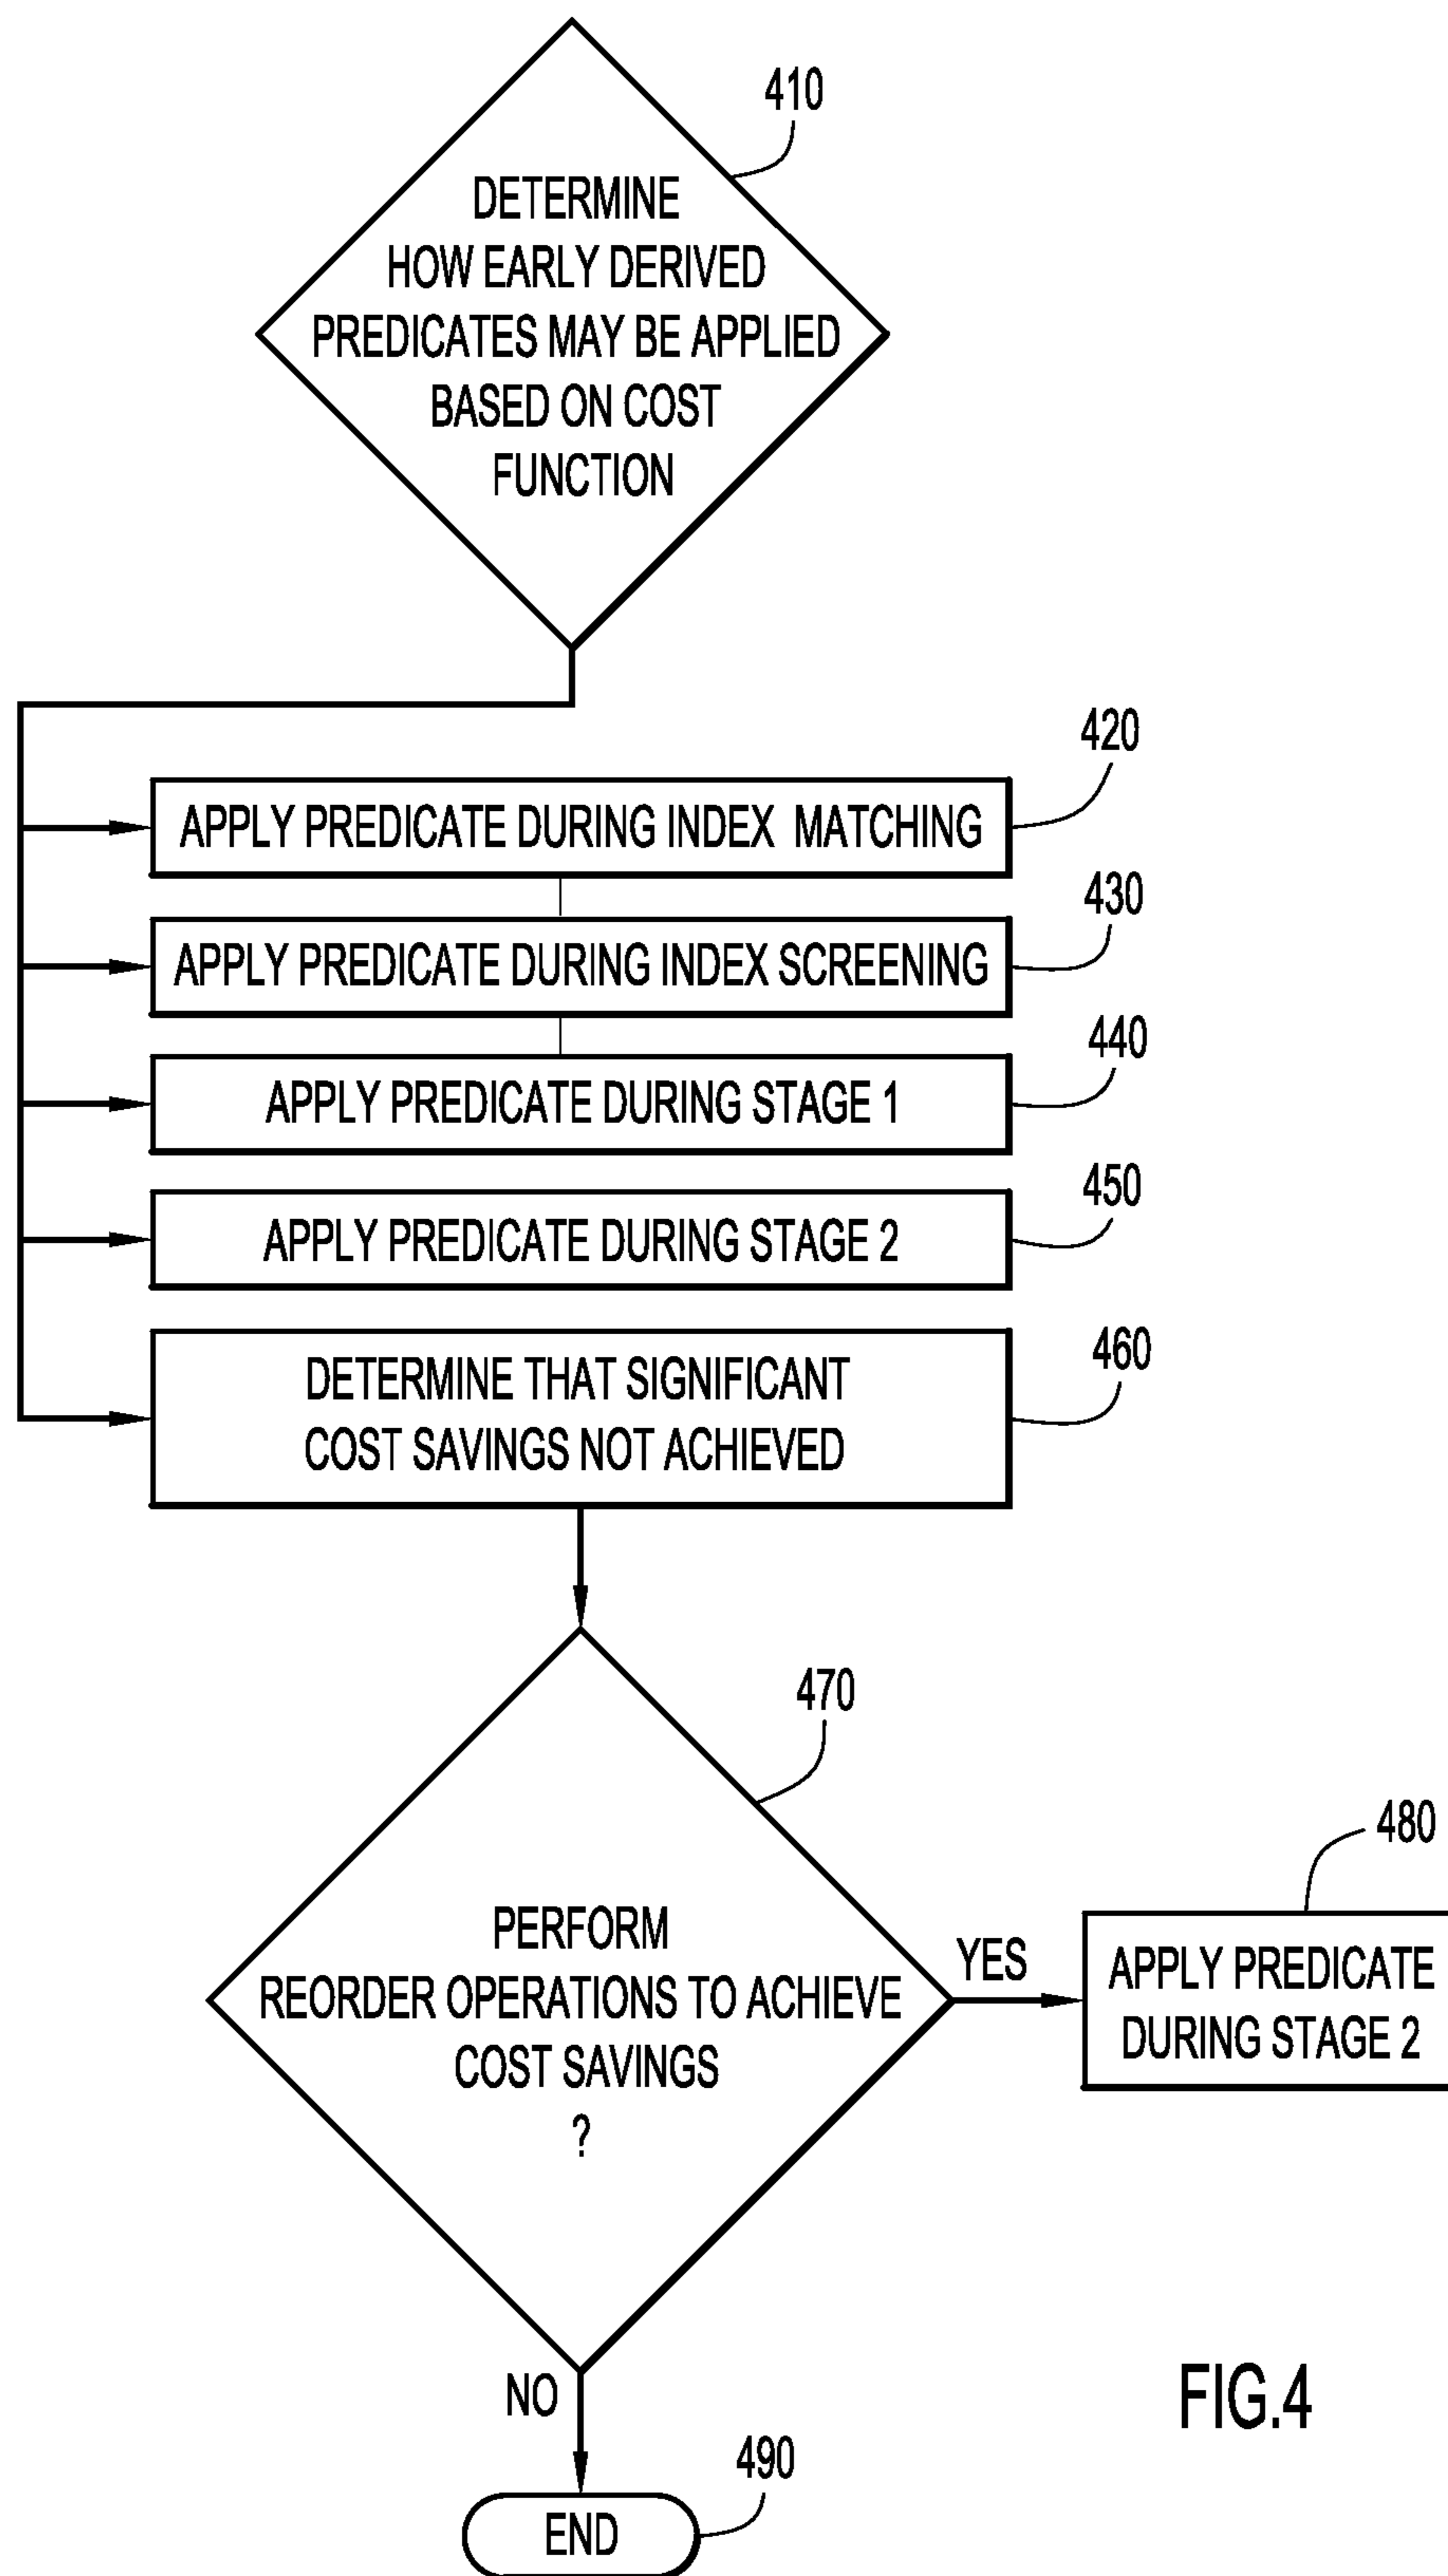 410
DETERMINE
HOW EARLY DERIVED
PREDICATES MAY BE APPLIED
BASED ON COST
FUNCTION
420
APPLY PREDICATE DURING INDEX MATCHING
430
APPLY PREDICATE DURING INDEX SCREENING
440
APPLY PREDICATE DURING STAGE 1
450
APPLY PREDICATE DURING STAGE 2
460
DETERMINE THAT SIGNIFICANT
COST SAVINGS NOT ACHIEVED
470
PERFORM
REORDER OPERATIONS TO ACHIEVE
COST SAVINGS
?
YES
480
APPLY PREDICATE
DURING STAGE 2
NO
490
END
FIG.4